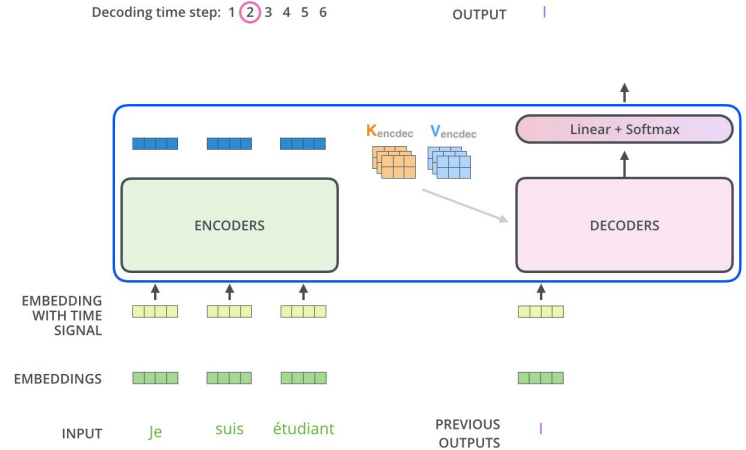 Decoding time step: 1 2 3 4 5 6
OUTPUT I
Kencdec Vencdec
Linear + Softmax
ENCODERS
DECODERS
EMBEDDING
WITH TIME
SIGNAL
EMBEDDINGS
INPUT Je suis étudiant
PREVIOUS
OUTPUTS I